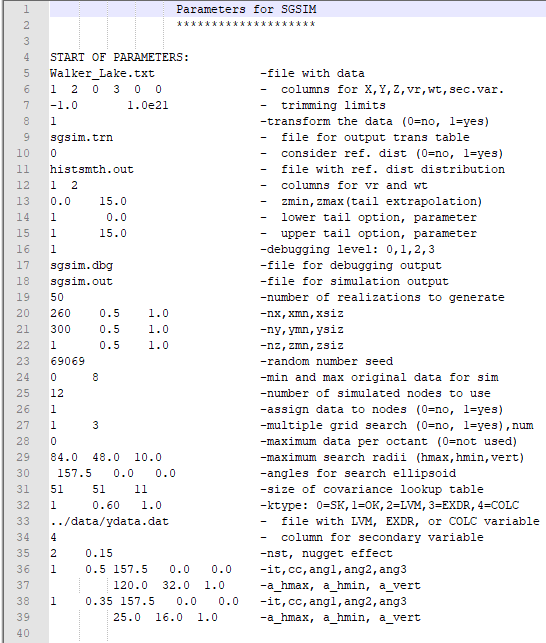 1 Parameters for SGSIM
2 ********************
3
4 START OF PARAMETERS:
5 Walker_Lake.txt -file with data
6 1 2 0 3 0 0 - columns for X,Y,Z,vr,wt,sec.var.
7 -1.0 1.0e21 - trimming limits
8 1 -transform the data (0=no, 1=yes)
9 sgsim.trn - file for output trans table
10 0 - consider ref. dist (0=no, 1=yes)
11 histsmth.out - file with ref. dist distribution
12 1 2 - columns for vr and wt
13 0.0 15.0 - zmin,zmax(tail extrapolation)
14 1 0.0 - lower tail option, parameter
15 1 15.0 - upper tail option, parameter
16 1 -debugging level: 0,1,2,3
17 sgsim.dbg -file for debugging output
18 sgsim.out -file for simulation output
19 50 -number of realizations to generate
20 260 0.5 1.0 -nx,xmn,xsiz
21 300 0.5 1.0 -ny,ymn,ysiz
22 1 0.5 1.0 -nz,zmn,zsiz
23 69069 -random number seed
24 0 8 -min and max original data for sim
25 12 -number of simulated nodes to use
26 1 -assign data to nodes (0=no, 1=yes)
27 1 3 -multiple grid search (0=no, 1=yes),num
28 0 -maximum data per octant (0=not used)
29 84.0 48.0 10.0 -maximum search radii (hmax,hmin,vert)
30 157.5 0.0 0.0 -angles for search ellipsoid
31 51 51 11 -size of covariance lookup table
32 1 0.60 1.0 -ktype: 0=SK,1=OK,2=LVM,3=EXDR,4=COLC
33 ../data/ydata.dat - file with LVM, EXDR, or COLC variable
34 4 - column for secondary variable
35 2 0.15 -nst, nugget effect
36 1 0.5 157.5 0.0 0.0 -it,cc,ang1,ang2,ang3
37 120.0 32.0 1.0 -a_hmax, a_hmin, a_vert
38 1 0.35 157.5 0.0 0.0 -it,cc,ang1,ang2,ang3
39 25.0 16.0 1.0 -a_hmax, a_hmin, a_vert
40